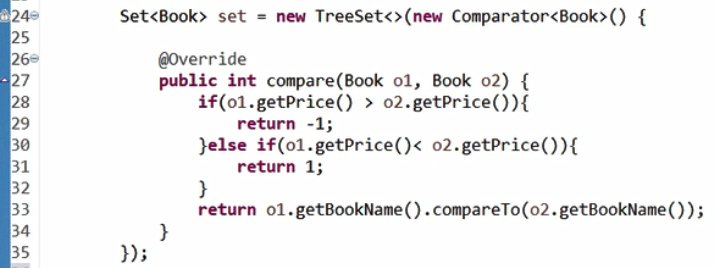 24 Set<Book> set = new TreeSet<>(new Comparator<Book>() {
25
26 @Override
27 public int compare(Book o1, Book o2) {
28 if(o1.getPrice() > o2.getPrice()){
29 return -1;
30 }else if(o1.getPrice()< o2.getPrice()){
31 return 1;
32 }
33 return o1.getBookName().compareTo(o2.getBookName());
34 }
35 });